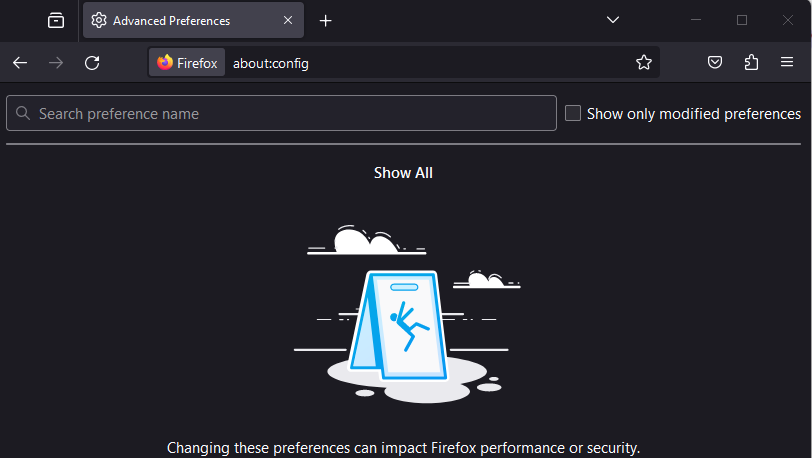 Advanced Preferences
Firefox about:config
Search preference name
Show only modified preferences
Show All
Changing these preferences can impact Firefox performance or security.